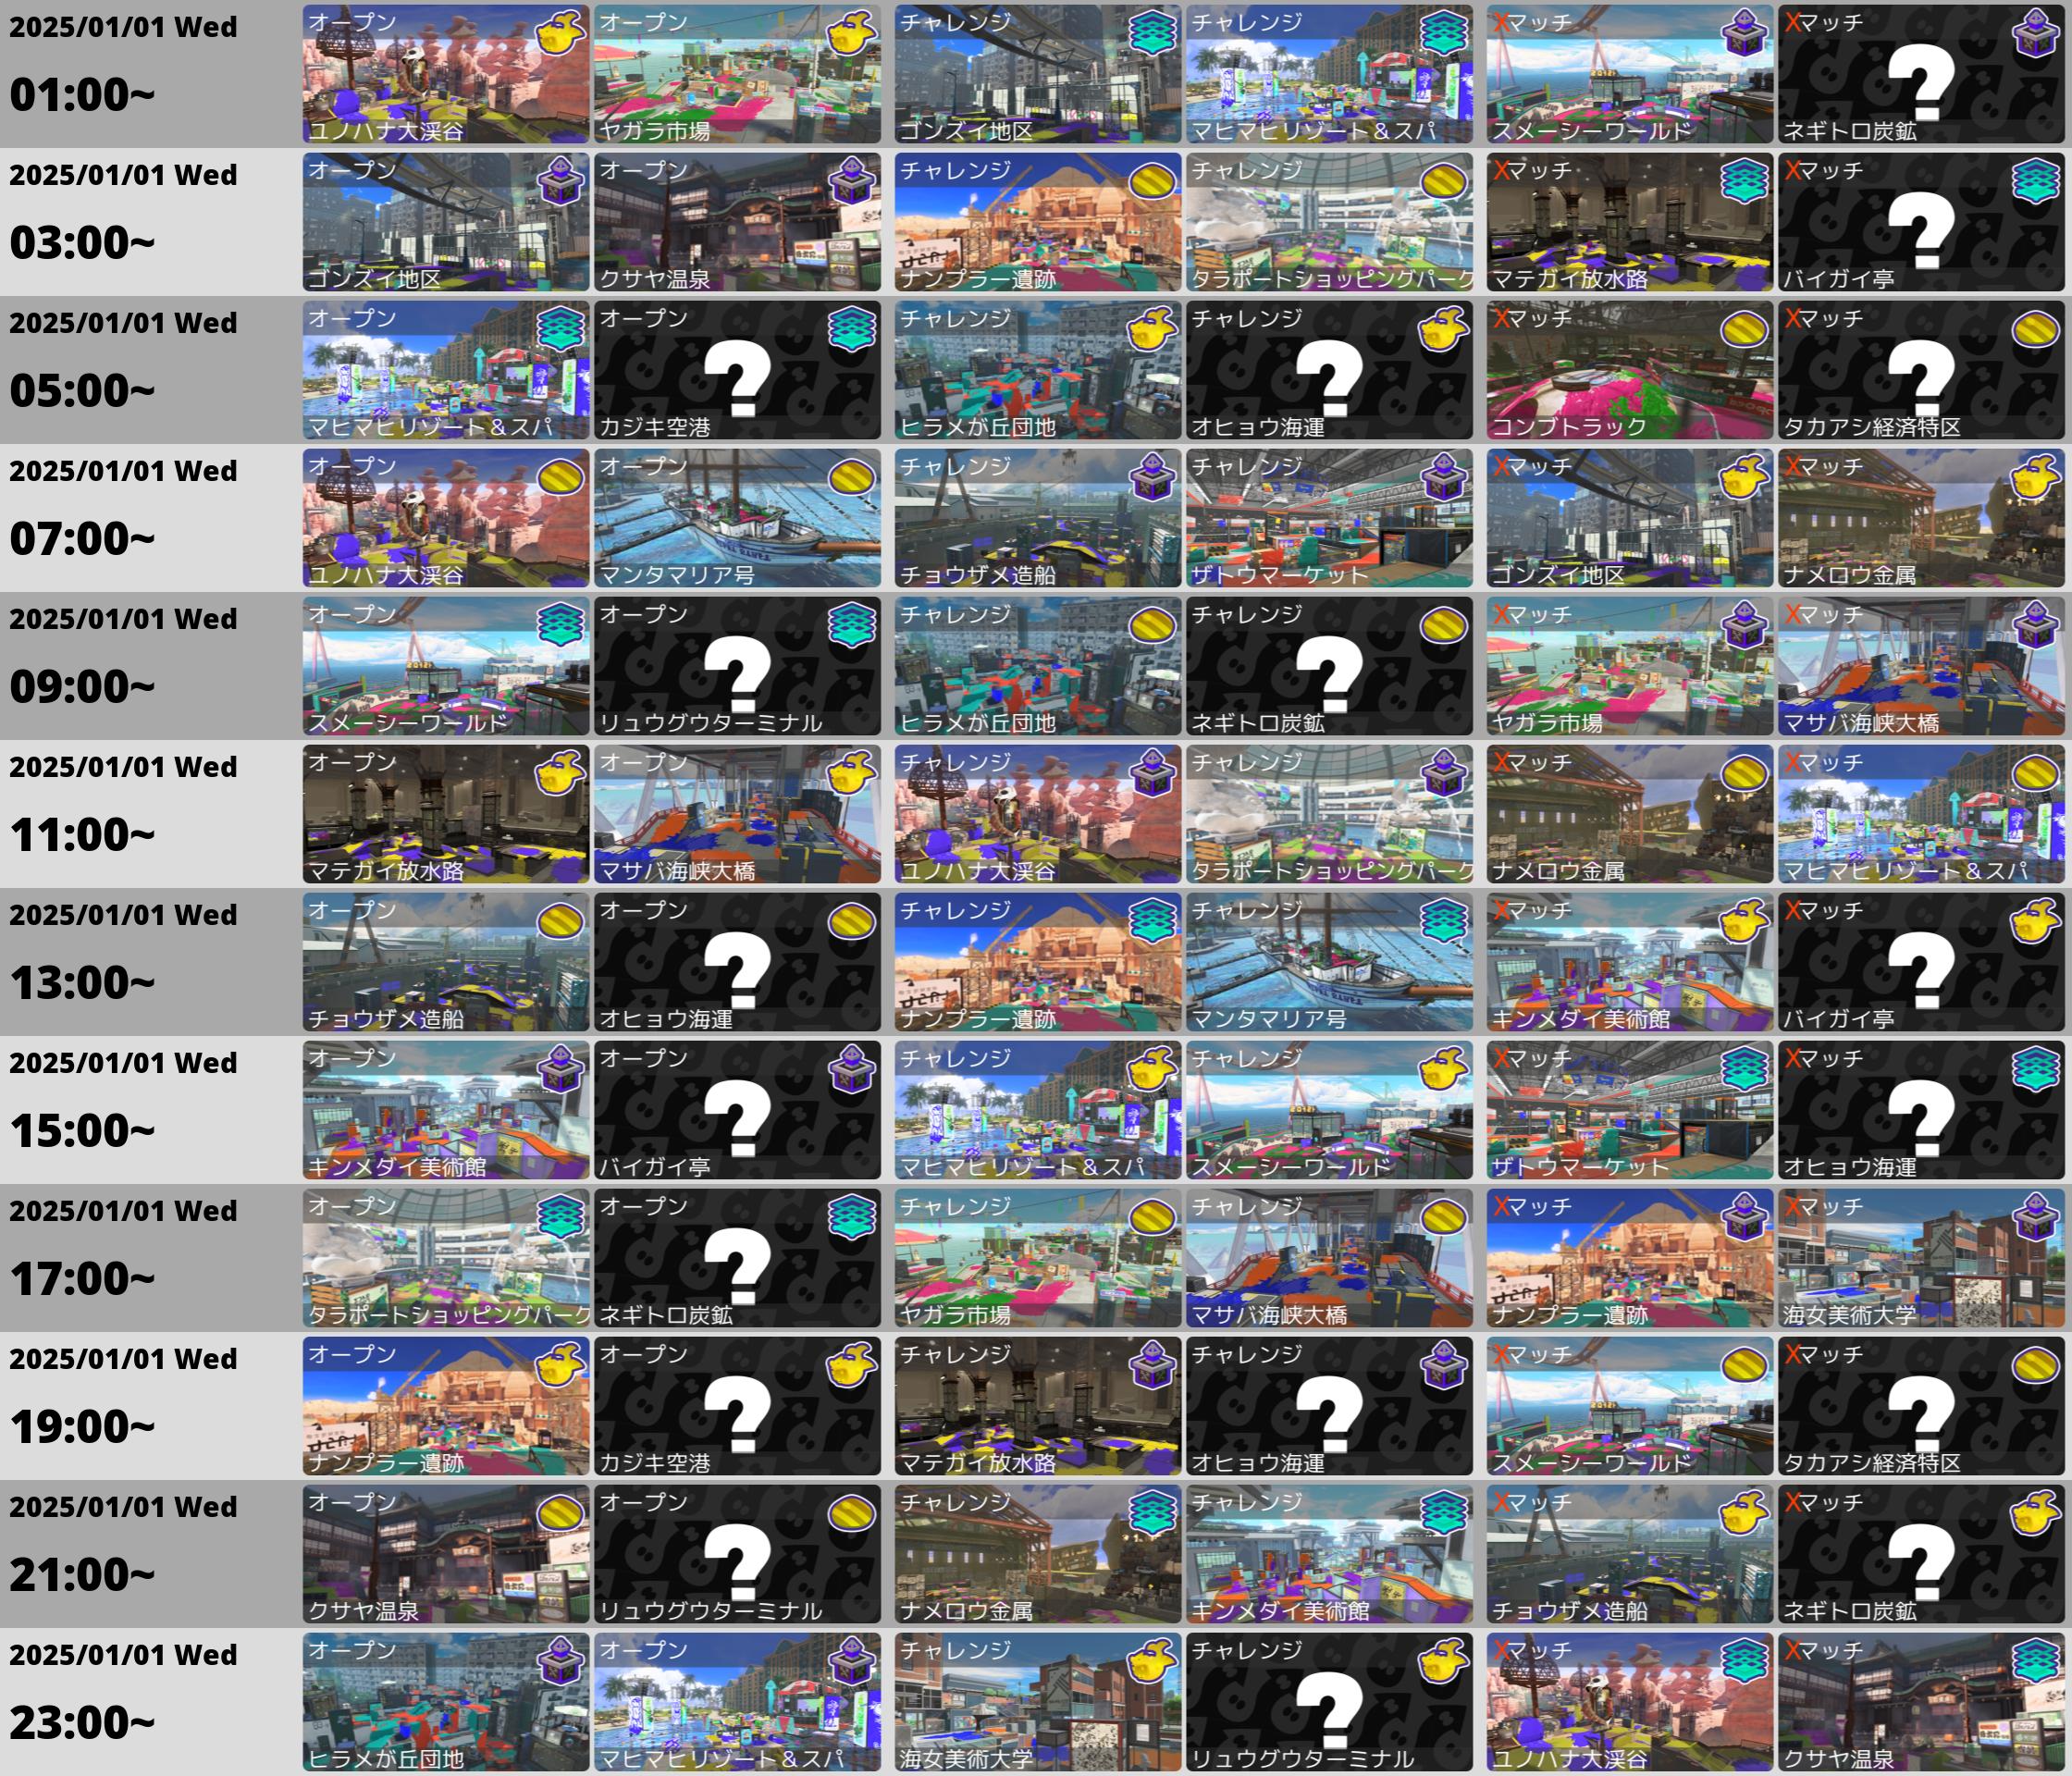 2025/01/01 Wed
01:00~
オープン
ユノハナ大渓谷
オープン
ヤガラ市場
チャレンジ
ゴンズイ地区
チャレンジ
マヒマヒリゾート&スパ
Xマッチ
スメーシーワールド
Xマッチ
ネギトロ炭鉱
2025/01/01 Wed
03:00~
オープン
ゴンズイ地区
オープン
クサヤ温泉
チャレンジ
ナンプラー遺跡
チャレンジ
タラポートショッピングパーク
Xマッチ
マテガイ放水路
Xマッチ
バイガイ亭
2025/01/01 Wed
05:00~
オープン
マヒマヒリゾート&スパ
オープン
カジキ空港
チャレンジ
ヒラメが丘団地
チャレンジ
オヒョウ海運
Xマッチ
コンブトラック
Xマッチ
タカアシ経済特区
2025/01/01 Wed
07:00~
オープン
ユノハナ大渓谷
オープン
マンタマリア号
チャレンジ
チョウザメ造船
チャレンジ
ザトウマーケット
Xマッチ
ゴンズイ地区
Xマッチ
ナメロウ金属
2025/01/01 Wed
09:00~
オープン
スメーシーワールド
オープン
リュウグウターミナル
チャレンジ
ヒラメが丘団地
チャレンジ
ネギトロ炭鉱
Xマッチ
ヤガラ市場
Xマッチ
マサバ海峡大橋
2025/01/01 Wed
11:00~
オープン
マテガイ放水路
オープン
マサバ海峡大橋
チャレンジ
ユノハナ大渓谷
チャレンジ
タラポートショッピングパーク
Xマッチ
ナメロウ金属
Xマッチ
マヒマヒリゾート&スパ
2025/01/01 Wed
13:00~
オープン
チョウザメ造船
オープン
オヒョウ海運
チャレンジ
ナンプラー遺跡
チャレンジ
マンタマリア号
Xマッチ
キンメダイ美術館
Xマッチ
バイガイ亭
2025/01/01 Wed
15:00~
オープン
キンメダイ美術館
オープン
バイガイ亭
チャレンジ
マヒマヒリゾート&スパ
チャレンジ
スメーシーワールド
Xマッチ
ザトウマーケット
Xマッチ
オヒョウ海運
2025/01/01 Wed
17:00~
オープン
タラポートショッピングパーク
オープン
ネギトロ炭鉱
チャレンジ
ヤガラ市場
チャレンジ
マサバ海峡大橋
Xマッチ
ナンプラー遺跡
Xマッチ
海女美術大学
2025/01/01 Wed
19:00~
オープン
ナンプラー遺跡
オープン
カジキ空港
チャレンジ
マテガイ放水路
チャレンジ
オヒョウ海運
Xマッチ
スメーシーワールド
Xマッチ
タカアシ経済特区
2025/01/01 Wed
21:00~
オープン
クサヤ温泉
オープン
リュウグウターミナル
チャレンジ
ナメロウ金属
チャレンジ
キンメダイ美術館
Xマッチ
チョウザメ造船
Xマッチ
ネギトロ炭鉱
2025/01/01 Wed
23:00~
オープン
ヒラメが丘団地
オープン
マヒマヒリゾート&スパ
チャレンジ
海女美術大学
チャレンジ
リュウグウターミナル
Xマッチ
ユノハナ大渓谷
Xマッチ
クサヤ温泉